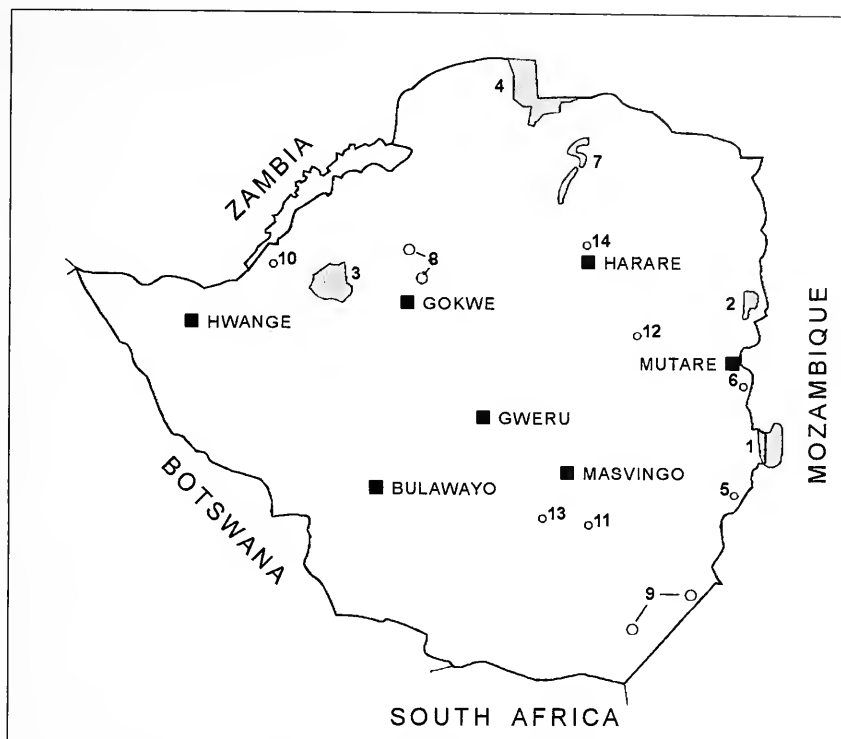 4
ZAMBIA
7
14
HARARE
10
3
8
GOKWE
2
HWANGE
12
MUTARE
6
MOZAMBIQUE
GWERU
1
BOTSWANA
BULAWAYO
MASVINGO
5
13
11
9
SOUTH AFRICA